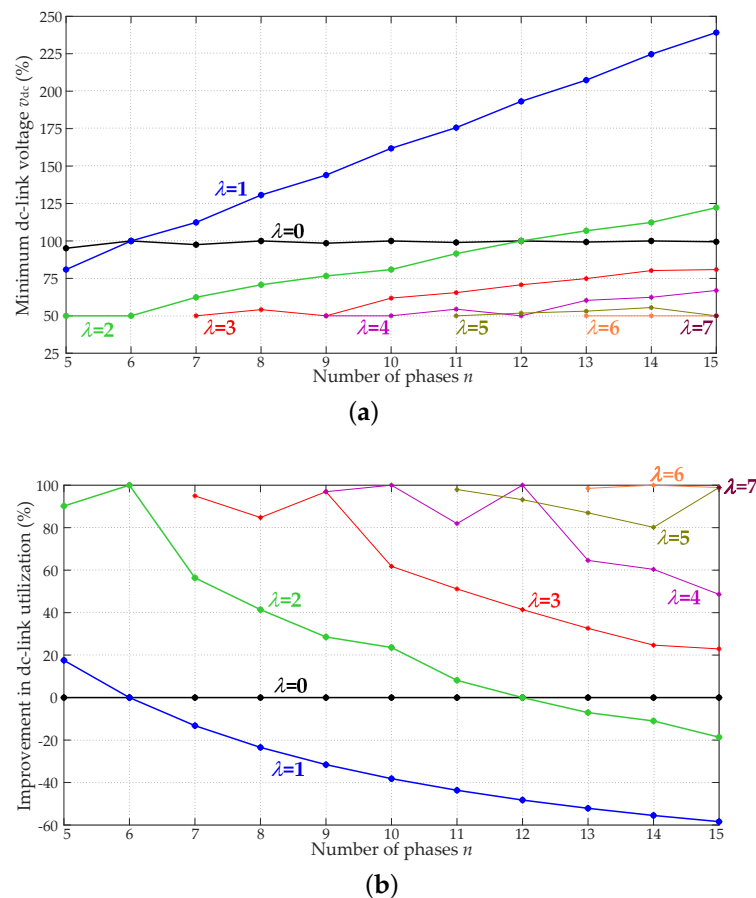 250
225
200
175
150
125
100
75
50
25
Minimum dc-link voltage vdc (%)
λ=1
λ=0
λ=2
λ=3
λ=4
λ=5
λ=6
λ=7
5 6 7 8 9 10 11 12 13 14 15
Number of phases n
(a)
100
80
60
40
20
0
-20
-40
-60
Improvement in dc-link utilization (%)
λ=6
λ=7
λ=5
λ=4
λ=3
λ=2
λ=0
λ=1
5 6 7 8 9 10 11 12 13 14 15
Number of phases n
(b)